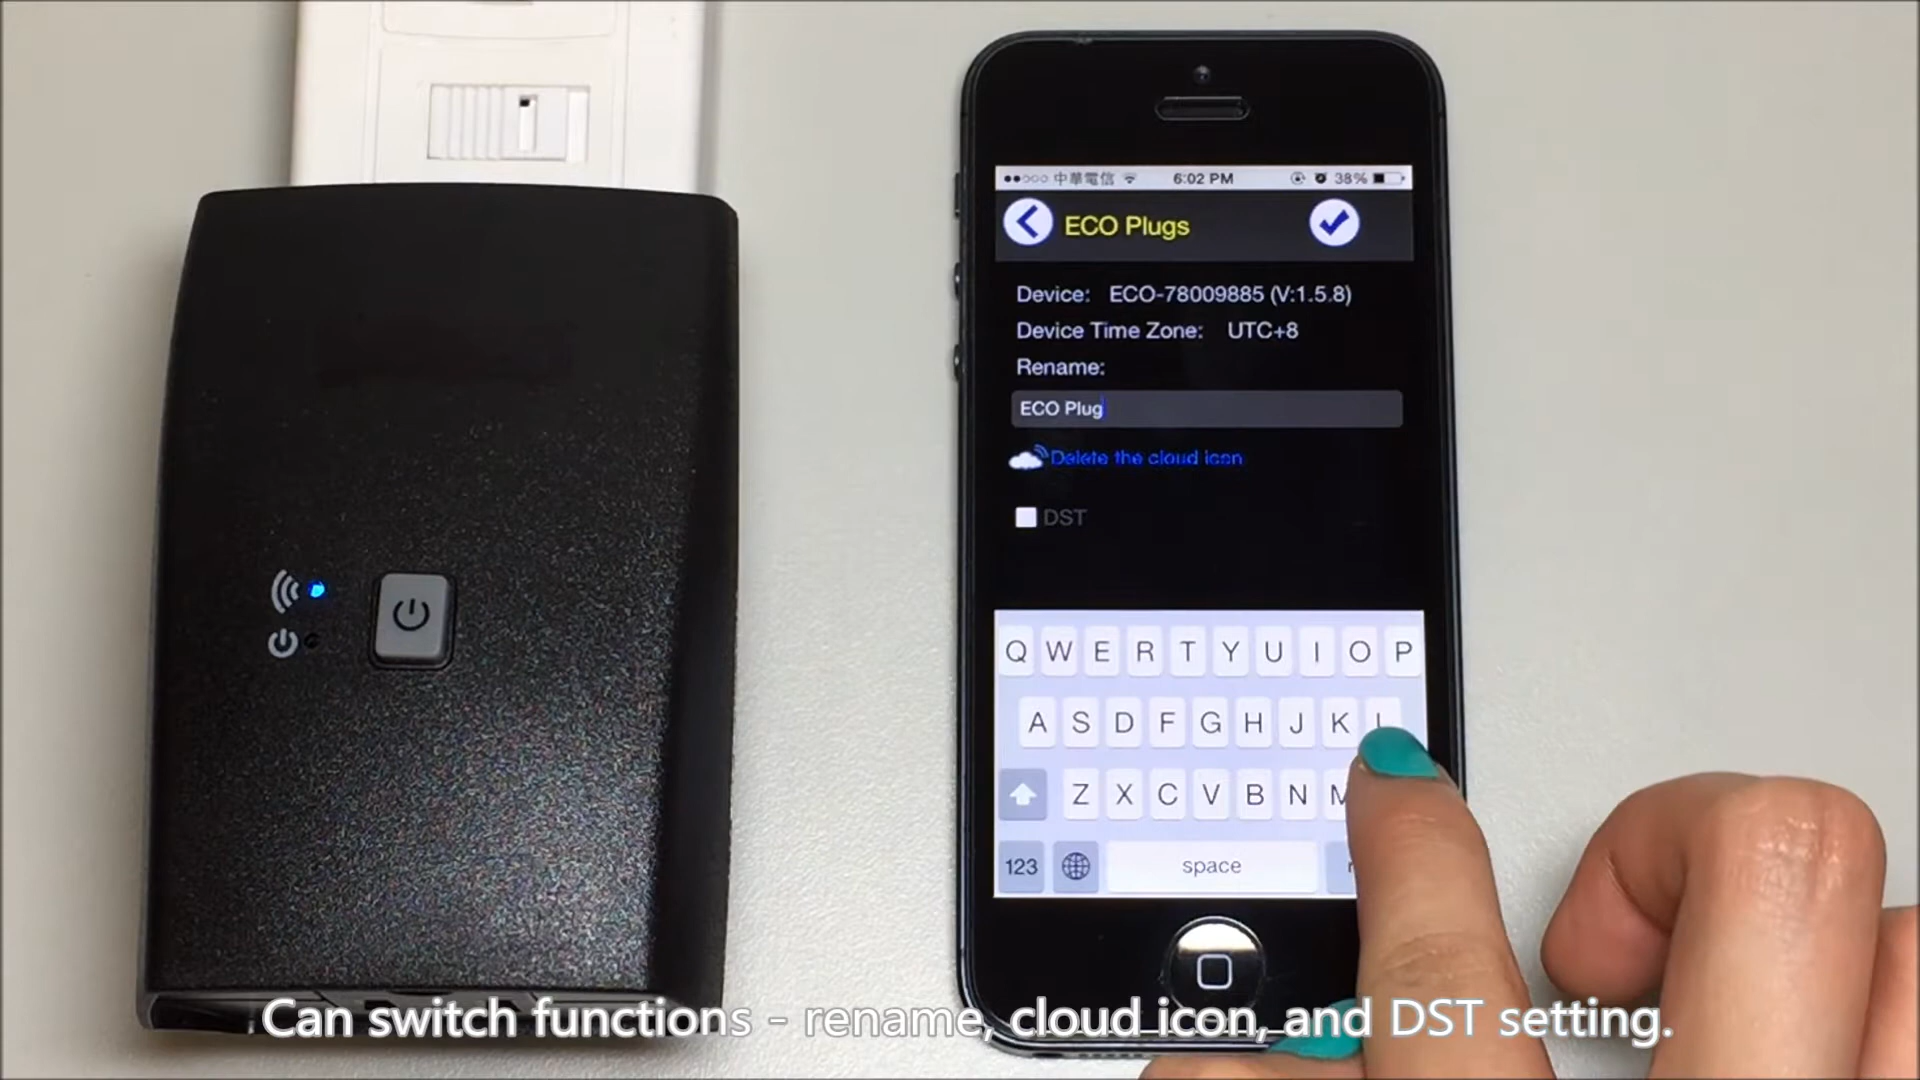 中華電信 6:02 PM 38%
ECO Plugs
Device: ECO-78009885 (V:1.5.8)
Device Time Zone: UTC+8
Rename:
ECO Plug
Delete the cloud icon
DST
Q W E R T Y U I O P
A S D F G H J K L
Z X C V B N M
123 space
Can switch functions - rename, cloud icon, and DST setting.